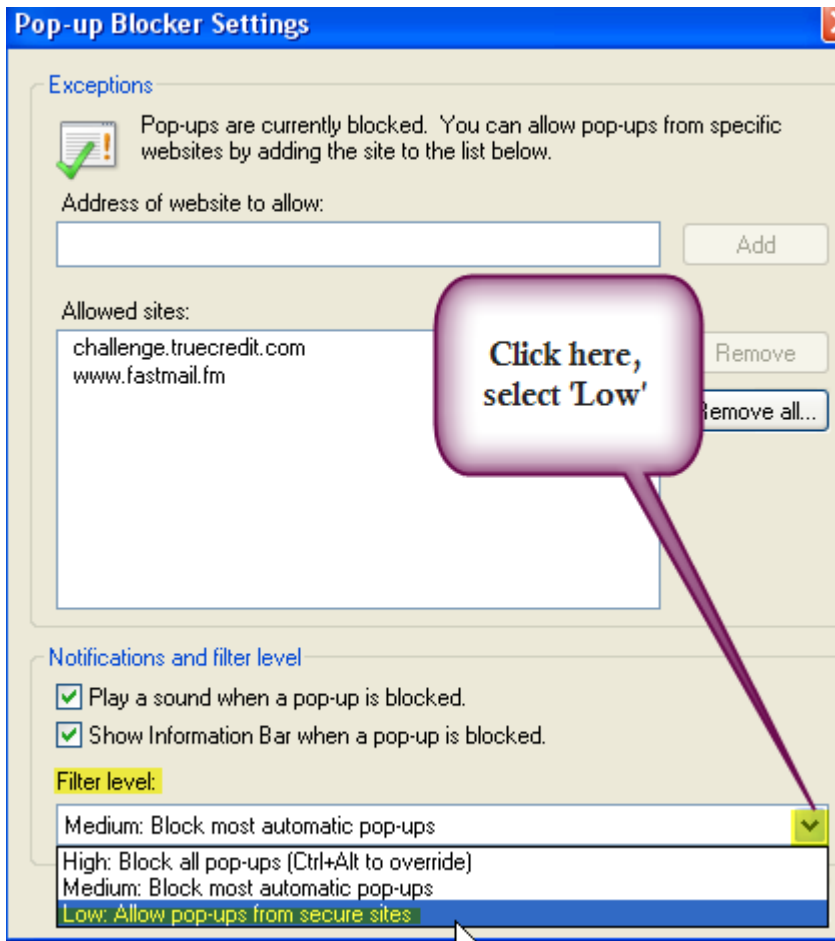 Pop-up Blocker Settings
Exceptions
Pop-ups are currently blocked. You can allow pop-ups from specific
websites by adding the site to the list below.
Address of website to allow:
Add
Allowed sites:
challenge.truecredit.com
www.fastmail.fm
Click here,
select 'Low'
Remove
Remove all...
Notifications and filter level
Play a sound when a pop-up is blocked.
Show Information Bar when a pop-up is blocked.
Filter level:
Medium: Block most automatic pop-ups
High: Block all pop-ups (Ctrl+Alt to override)
Medium: Block most automatic pop-ups
Low: Allow pop-ups from secure sites